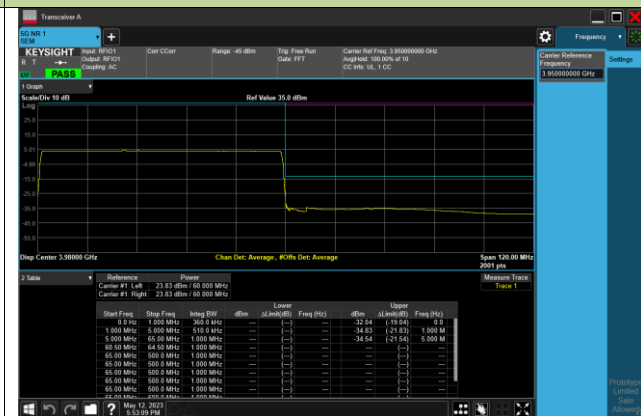 Transceiver A
5G NR 1
SEM
+
Frequency
KEYSIGHT
R T
PASS
Input: RFIO1
Output: RFIO1
Coupling: AC
Corr CCorr
Range: -45 dBm
Trig: Free Run
Gate: FFT
Carrier Ref Freq: 3.950000000 GHz
Avg|Hold: 100.00% of 10
CC Info: UL, 1 CC
Carrier Reference
Frequency
3.950000000 GHz
Settings
1 Graph
Scale/Div 10 dB
Ref Value 35.0 dBm
Log
25.0
15.0
5.01
-4.99
-15.0
-25.0
-35.0
-45.0
-55.0
Disp Center 3.98000 GHz
Chan Det: Average , #Offs Det: Average
Span 120.00 MHz
2001 pts
2 Table
Reference Power
Carrier #1: Left 23.83 dBm / 60.000 MHz
Carrier #1: Right 23.83 dBm / 60.000 MHz
Measure Trace
Trace 1
Lower Upper
Start Freq Stop Freq Integ BW dBm ΔLimit(dB) Freq (Hz) dBm ΔLimit(dB) Freq (Hz)
0.0 Hz 1.000 MHz 360.0 kHz --- (---) --- -32.04 (-19.04) 0.0
1.000 MHz 5.000 MHz 510.0 kHz --- (---) --- -34.83 (-21.83) 1.000 M
5.000 MHz 65.00 MHz 1.000 MHz --- (---) --- -34.54 (-21.54) 5.000 M
60.50 MHz 64.50 MHz 1.000 MHz --- (---) --- --- (---) ---
65.00 MHz 500.0 MHz 1.000 MHz --- (---) --- --- (---) ---
65.00 MHz 500.0 MHz 1.000 MHz --- (---) --- --- (---) ---
65.00 MHz 500.0 MHz 1.000 MHz --- (---) --- --- (---) ---
65.00 MHz 500.0 MHz 1.000 MHz --- (---) --- --- (---) ---
65.00 MHz 500.0 MHz 1.000 MHz --- (---) --- --- (---) ---
May 12, 2023
5:53:09 PM
?
Prototype
Limited
Sale
Allowed